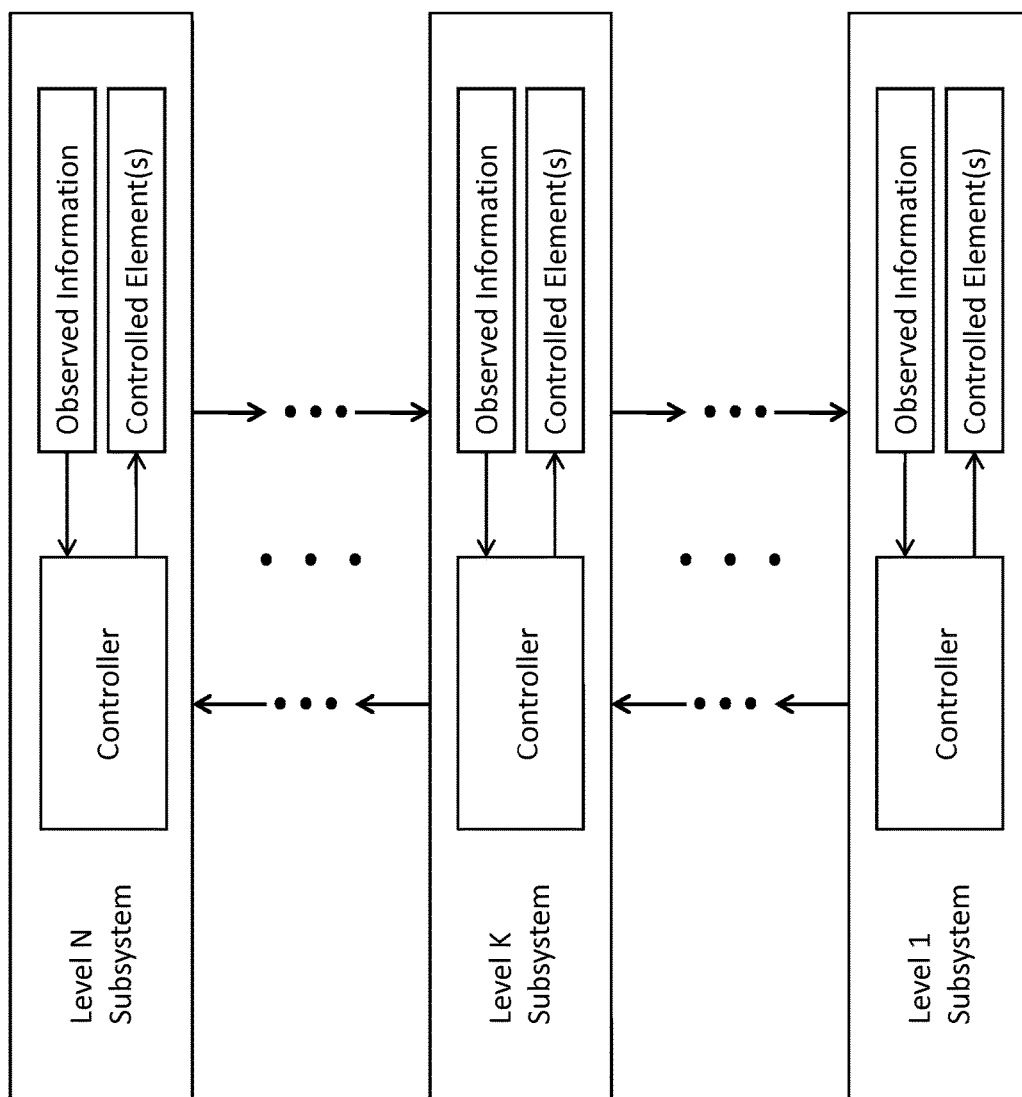 Level N
Subsystem
Controller
Observed Information
Controlled Element(s)
Level K
Subsystem
Controller
Observed Information
Controlled Element(s)
Level 1
Subsystem
Controller
Observed Information
Controlled Element(s)